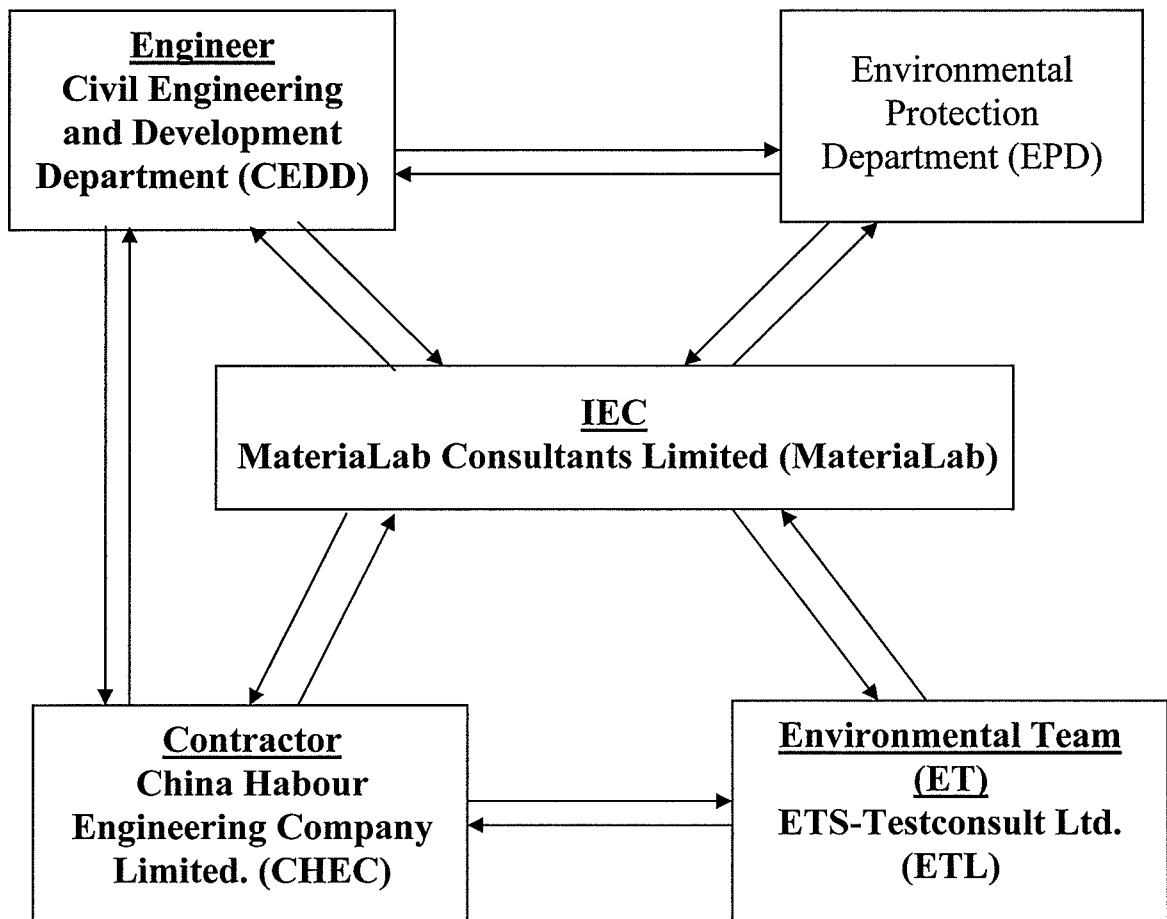 Engineer
Civil Engineering
and Development
Department (CEDD)
Environmental
Protection
Department (EPD)
IEC
MateriaLab Consultants Limited (MateriaLab)
Contractor
China Habour
Engineering Company
Limited. (CHEC)
Environmental Team
(ET)
ETS-Testconsult Ltd.
(ETL)